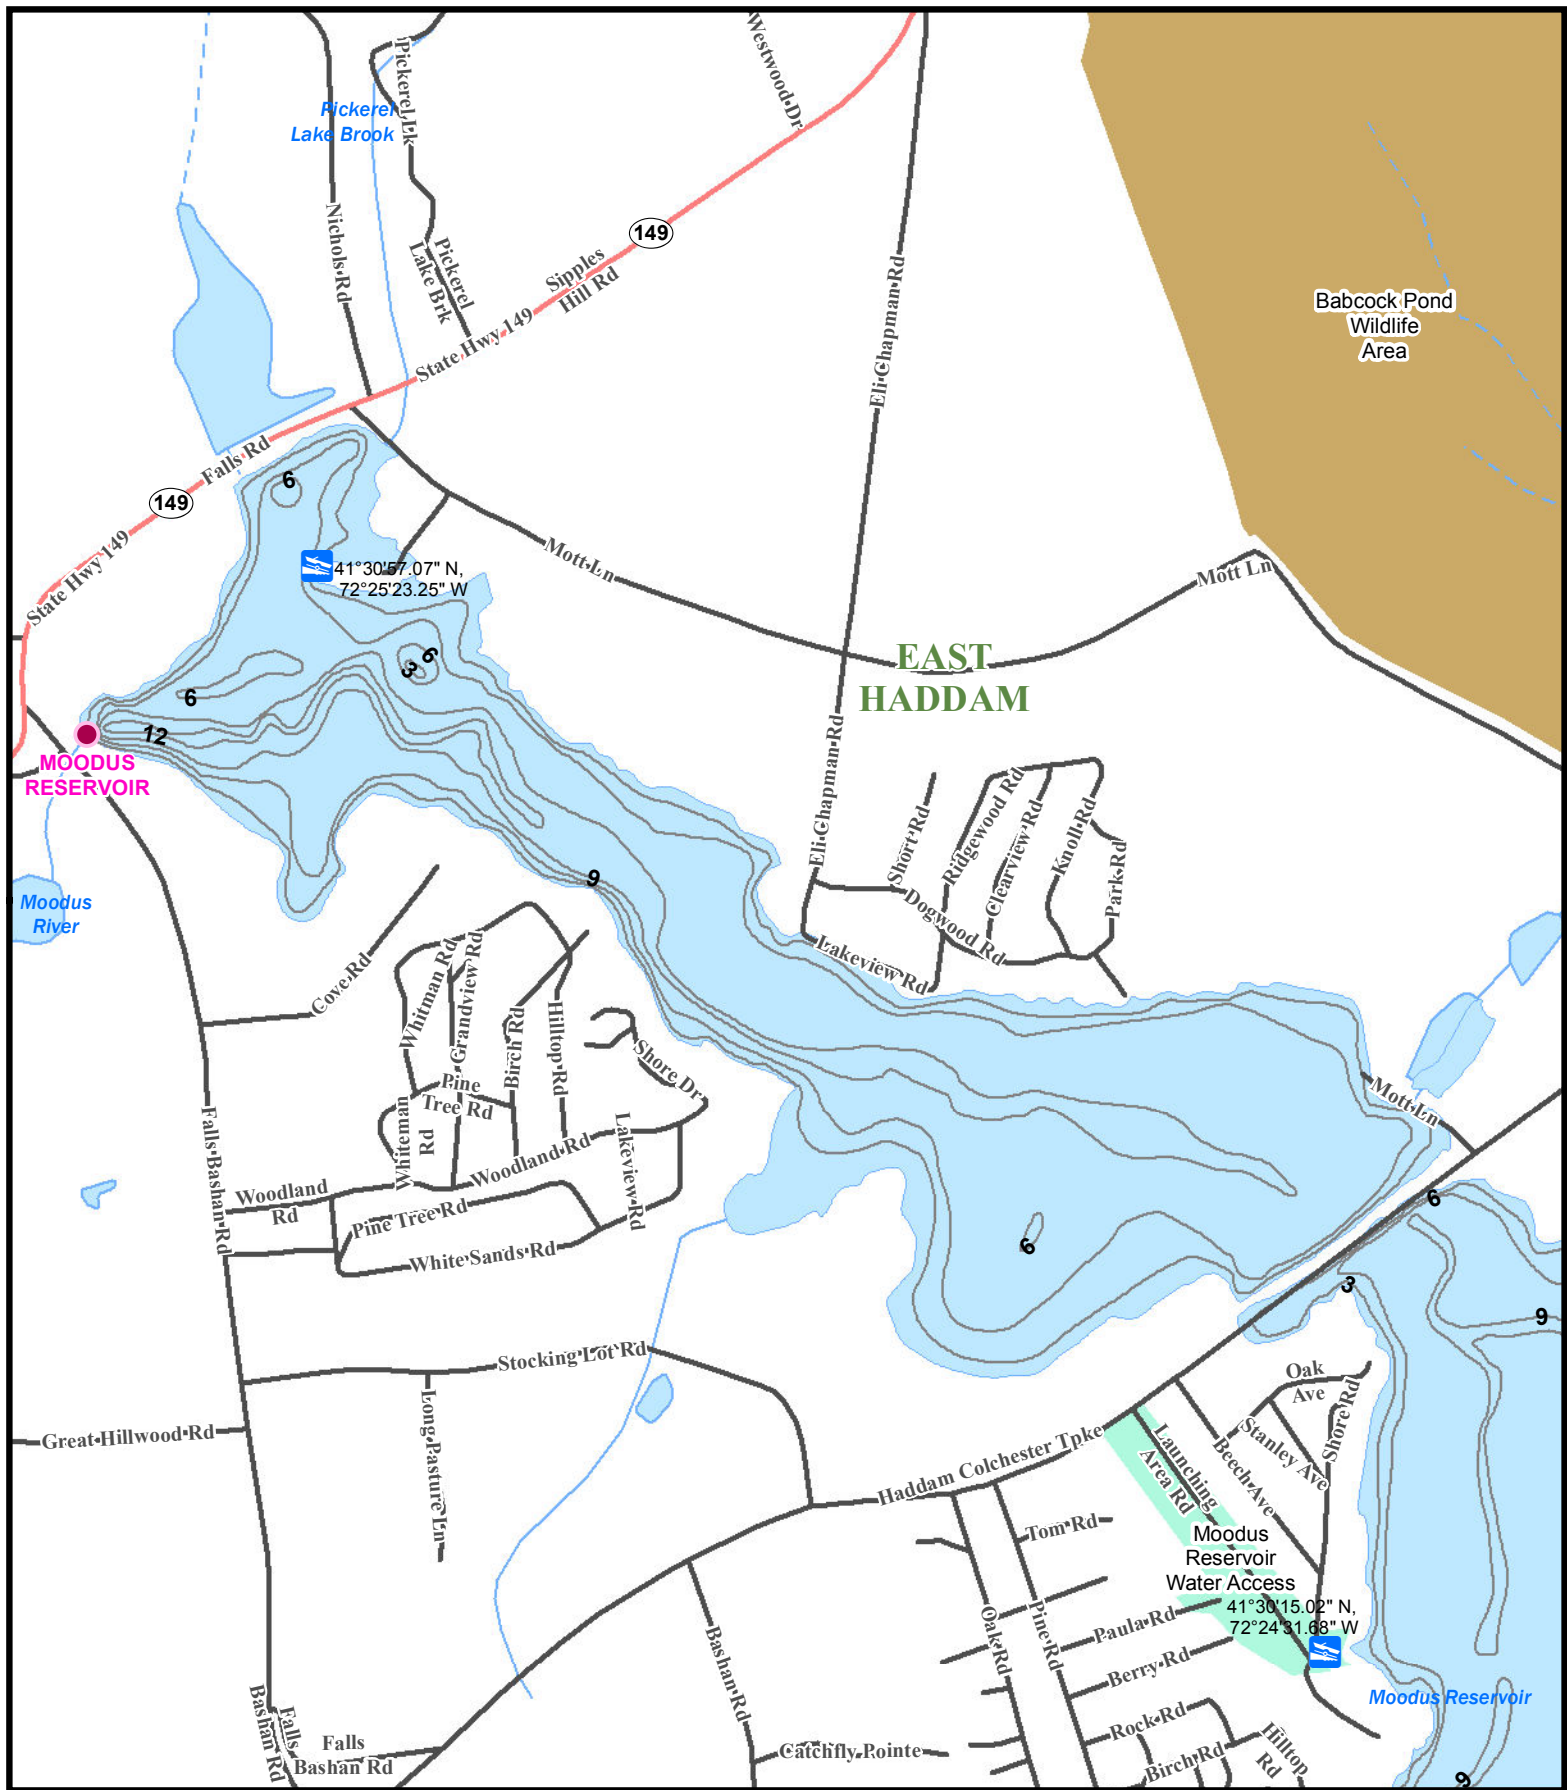 Westwood Dr
Pickerel Lk
Pickerel
Lake Brook
Nichols Rd
Pickerel
Lake Brk
149
Sipples
Hill Rd
State Hwy 149
Eli Chapman Rd
Babcock Pond
Wildlife
Area
Falls Rd
149
6
State Hwy 149
41°30'57.07" N,
72°25'23.25" W
Mott Ln
Mott Ln
EAST
HADDAM
6
3
6
12
MOODUS
RESERVOIR
Eli Chapman Rd
Short Rd
Ridgewood Rd
Clearview Rd
Knoll Rd
Park Rd
Dogwood Rd
Lakeview Rd
9
Moodus
River
Cove Rd
Whitman Rd
Grandview Rd
Birch Rd
Hilltop Rd
Shore Dr
Pine
Tree Rd
Whiteman
Rd
Lakeview Rd
Woodland Rd
Falls Bashan Rd
Woodland
Rd
Pine Tree Rd
White Sands Rd
Mott Ln
6
6
3
9
Stocking Lot Rd
Long Pasture Ln
Great Hillwood Rd
Oak
Ave
Shore Rd
Stanley Ave
Beech Ave
Launching
Area Rd
Haddam Colchester Tpke
Tom Rd
Moodus
Reservoir
Water Access
41°30'15.02" N,
72°24'31.68" W
Oak Rd
Pine Rd
Paula Rd
Berry Rd
Bashan Rd
Rock Rd
Birch Rd
Hilltop
Rd
Moodus Reservoir
Catchfly Pointe
Falls
Bashan Rd
Falls
Bashan Rd
9